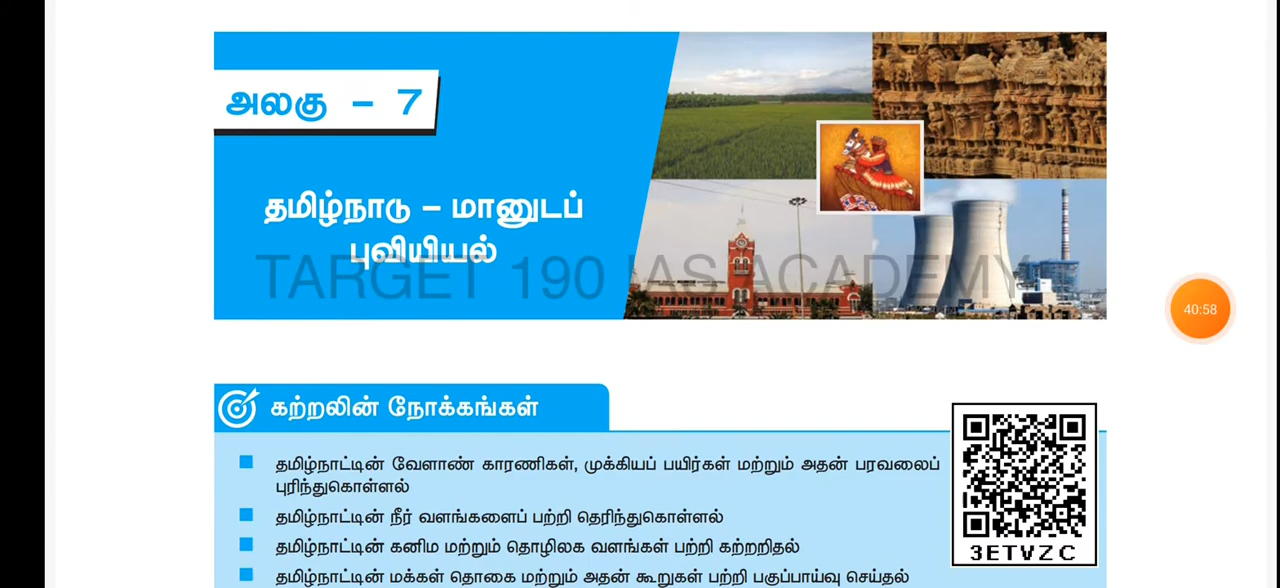 அலகு – 7
தமிழ்நாடு – மானுடப்
புவியியல்
TARGET 190 IAS ACADEMY
40:58
கற்றலின் நோக்கங்கள்
தமிழ்நாட்டின் வேளாண் காரணிகள், முக்கியப் பயிர்கள் மற்றும் அதன் பரவலைப்
புரிந்துகொள்ளல்
தமிழ்நாட்டின் நீர் வளங்களைப் பற்றி தெரிந்துகொள்ளல்
தமிழ்நாட்டின் கனிம மற்றும் தொழிலக வளங்கள் பற்றி கற்றறிதல்
3ETVZC
தமிழ்நாட்டின் மக்கள் தொகை மற்றும் அதன் கூறுகள் பற்றி பகுப்பாய்வு செய்தல்